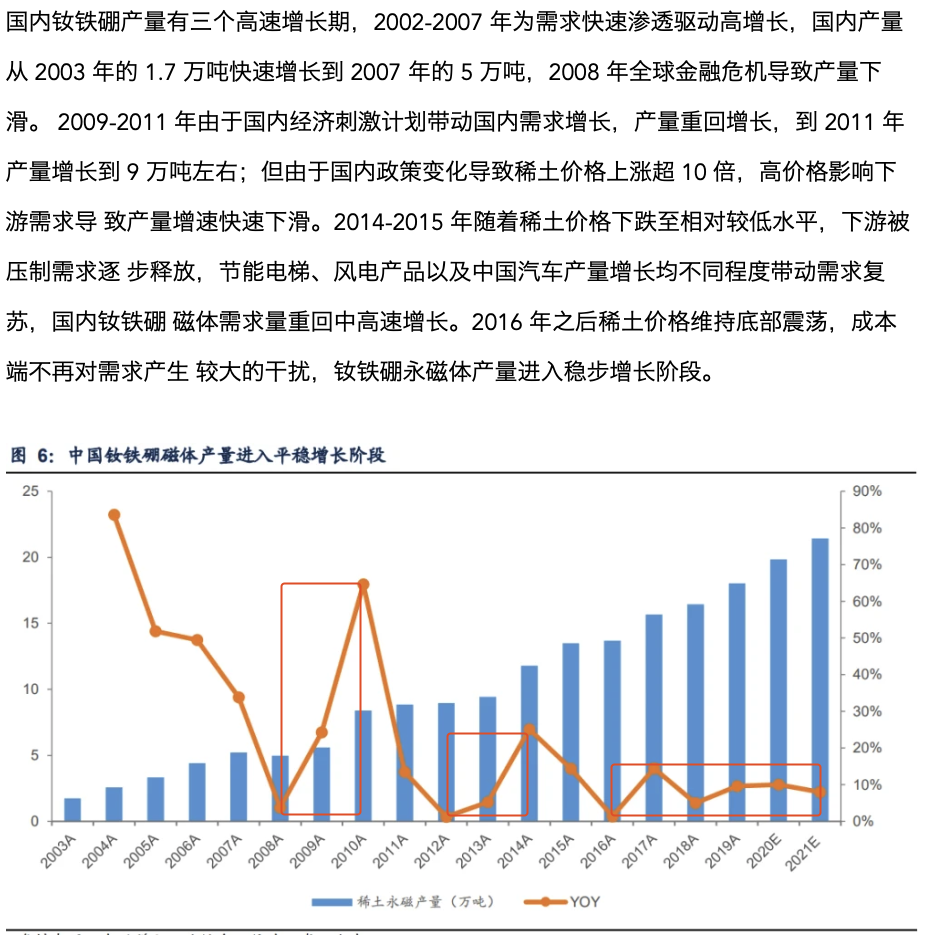 国内钕铁硼产量有三个高速增长期，2002-2007 年为需求快速渗透驱动高增长，国内产量
从 2003 年的 1.7 万吨快速增长到 2007 年的 5 万吨，2008 年全球金融危机导致产量下
滑。 2009-2011 年由于国内经济刺激计划带动国内需求增长，产量重回增长，到 2011 年
产量增长到 9 万吨左右；但由于国内政策变化导致稀土价格上涨超 10 倍，高价格影响下
游需求导 致产量增速快速下滑。2014-2015 年随着稀土价格下跌至相对较低水平，下游被
压制需求逐 步释放，节能电梯、风电产品以及中国汽车产量增长均不同程度带动需求复
苏，国内钕铁硼 磁体需求量重回中高速增长。2016 年之后稀土价格维持底部震荡，成本
端不再对需求产生 较大的干扰，钕铁硼永磁体产量进入稳步增长阶段。
图 6：中国钕铁硼磁体产量进入平稳增长阶段
25 90%
80%
20 70%
60%
15 50%
40%
10 30%
5 20%
10%
0 0%
2003A 2004A 2005A 2006A 2007A 2008A 2009A 2010A 2011A 2012A 2013A 2014A 2015A 2016A 2017A 2018A 2019A 2020E 2021E
稀土永磁产量（万吨） YOY